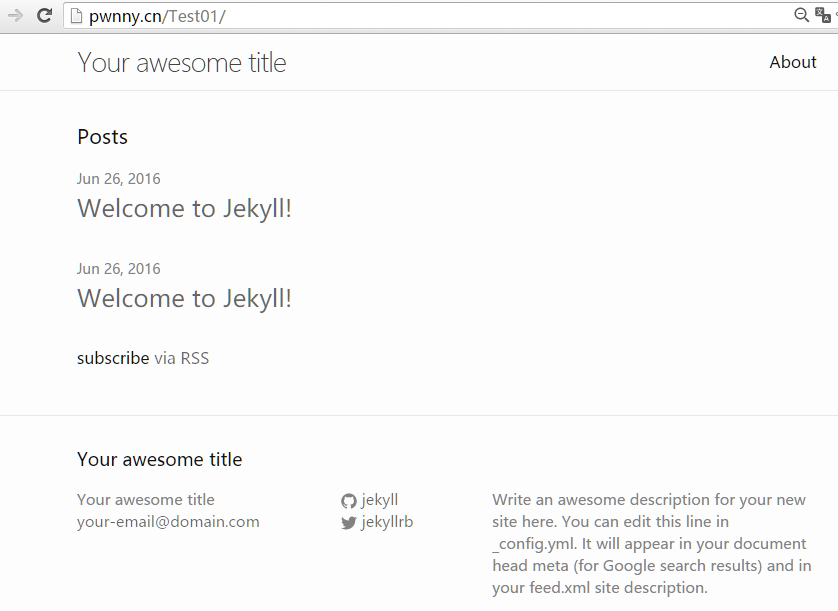 pwnny.cn/Test01/
Your awesome title
About
Posts
Jun 26, 2016
Welcome to Jekyll!
Jun 26, 2016
Welcome to Jekyll!
subscribe via RSS
Your awesome title
Your awesome title
your-email@domain.com
jekyll
jekyllrb
Write an awesome description for your new
site here. You can edit this line in
_config.yml. It will appear in your document
head meta (for Google search results) and in
your feed.xml site description.